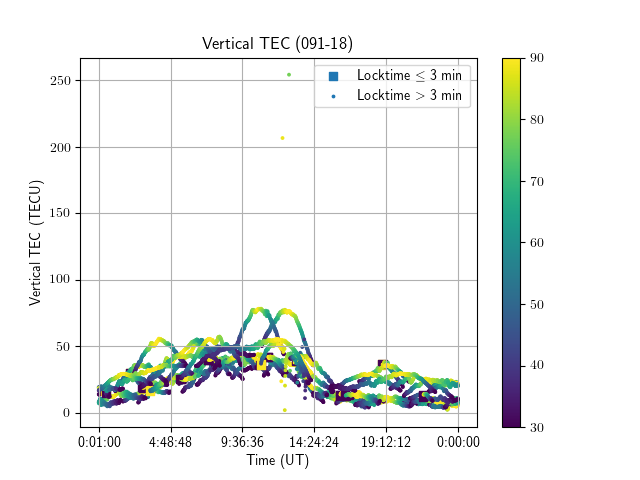 Vertical TEC (091-18)
Locktime ≤ 3 min
Locktime > 3 min
Vertical TEC (TECU)
250
200
150
100
50
0
0:01:00 4:48:48 9:36:36 14:24:24 19:12:12 0:00:00
Time (UT)
90
80
70
60
50
40
30